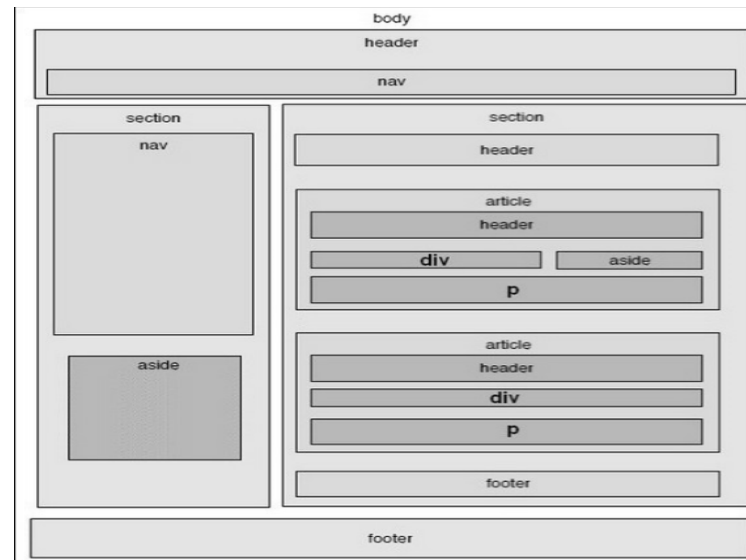 body
header
nav
section
nav
aside
section
header
article
header
div
aside
p
article
header
div
p
footer
footer